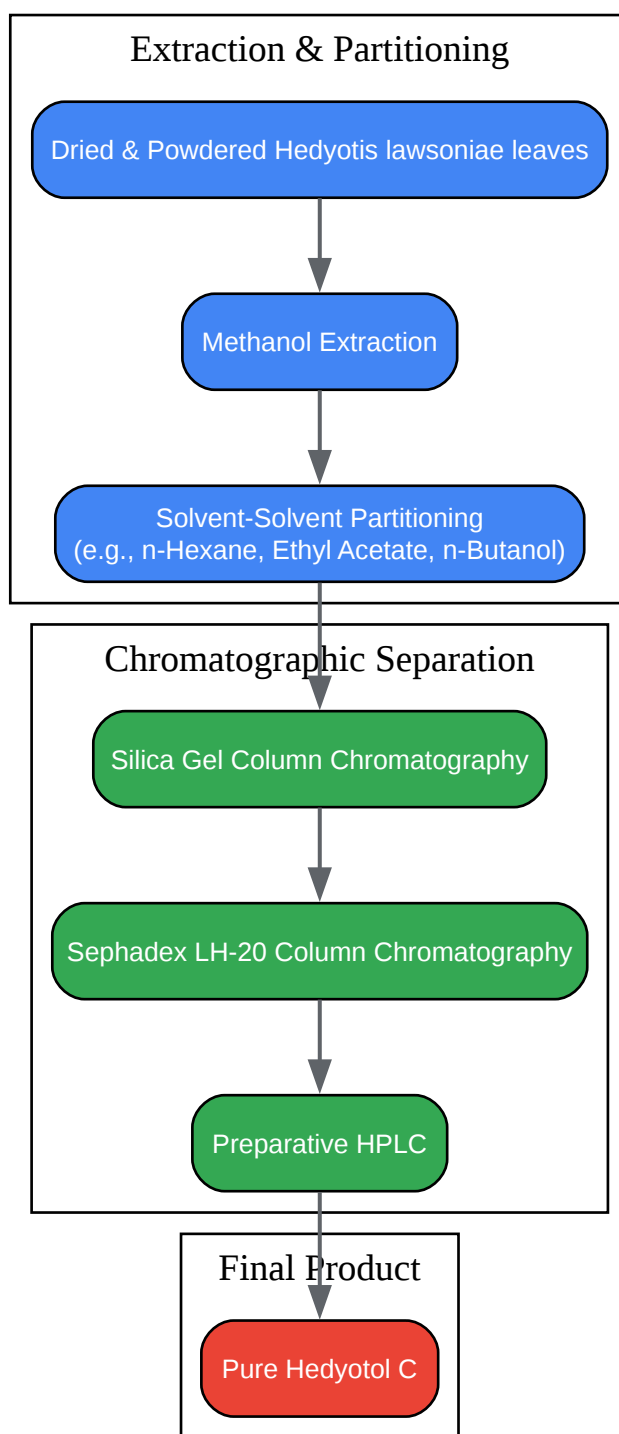 Extraction & Partitioning
Dried & Powdered Hedyotis lawsoniae leaves
Methanol Extraction
Solvent-Solvent Partitioning
(e.g., n-Hexane, Ethyl Acetate, n-Butanol)
Chromatographic Separation
Silica Gel Column Chromatography
Sephadex LH-20 Column Chromatography
Preparative HPLC
Final Product
Pure Hedyotol C